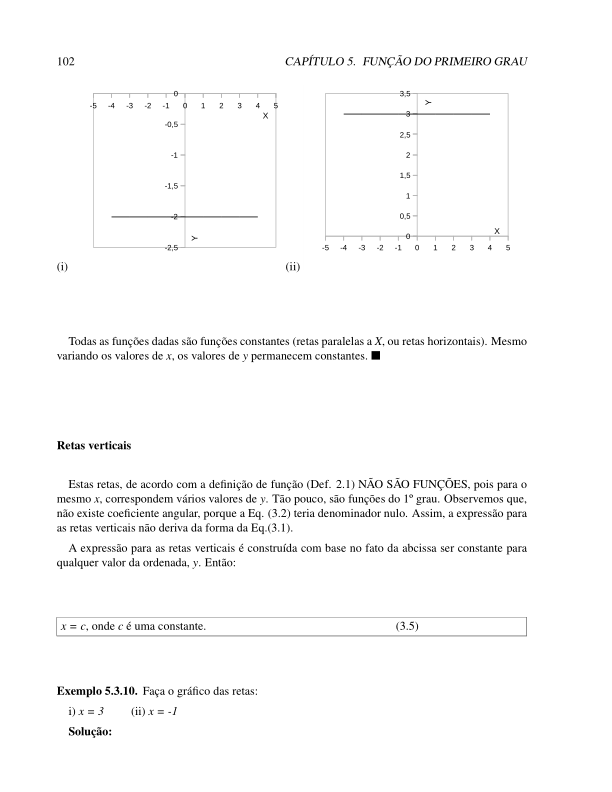 102 CAPÍTULO 5. FUNÇÃO DO PRIMEIRO GRAU
0
-5 -4 -3 -2 -1 0 1 2 3 4 5
X
-0,5
-1
-1,5
-2
Y
-2,5
(i)
3,5
Y
3
2,5
2
1,5
1
0,5
X
0
-5 -4 -3 -2 -1 0 1 2 3 4 5
(ii)
Todas as funções dadas são funções constantes (retas paralelas a X, ou retas horizontais). Mesmo
variando os valores de x, os valores de y permanecem constantes. ■
Retas verticais
Estas retas, de acordo com a definição de função (Def. 2.1) NÃO SÃO FUNÇÕES, pois para o
mesmo x, correspondem vários valores de y. Tão pouco, são funções do 1º grau. Observemos que,
não existe coeficiente angular, porque a Eq. (3.2) teria denominador nulo. Assim, a expressão para
as retas verticais não deriva da forma da Eq.(3.1).
A expressão para as retas verticais é construída com base no fato da abcissa ser constante para
qualquer valor da ordenada, y. Então:
x = c, onde c é uma constante. (3.5)
Exemplo 5.3.10. Faça o gráfico das retas:
i) x = 3 (ii) x = -1
Solução: